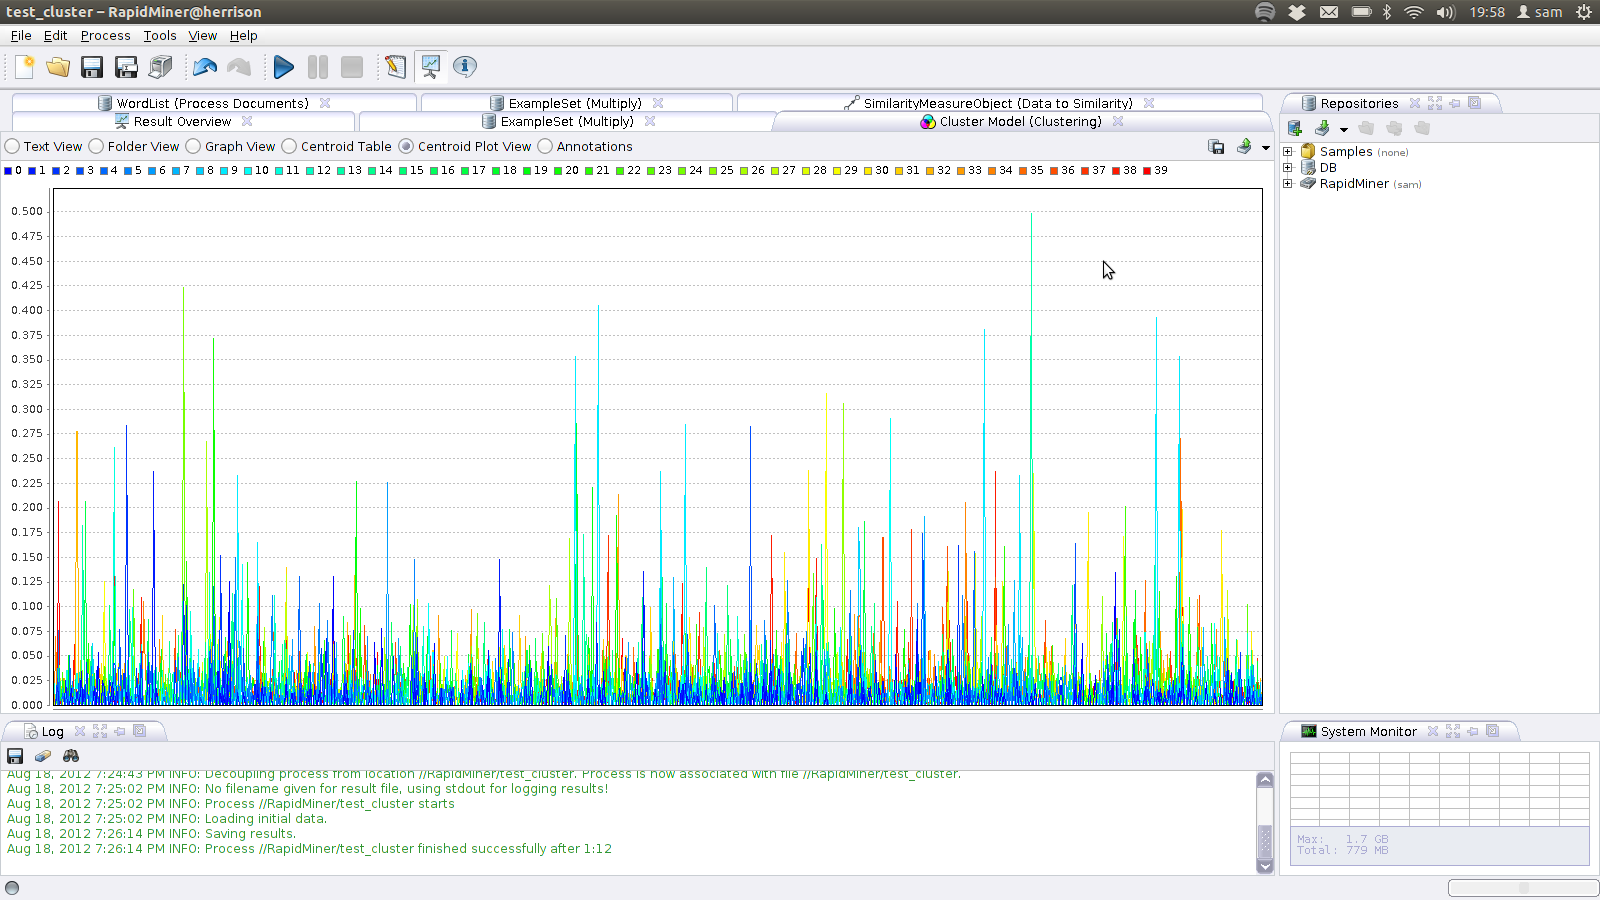 test_cluster – RapidMiner@herrison
19:58 sam
File Edit Process Tools View Help
WordList (Process Documents) ExampleSet (Multiply) SimilarityMeasureObject (Data to Similarity)
Result Overview ExampleSet (Multiply) Cluster Model (Clustering)
Text View Folder View Graph View Centroid Table Centroid Plot View Annotations
0 1 2 3 4 5 6 7 8 9 10 11 12 13 14 15 16 17 18 19 20 21 22 23 24 25 26 27 28 29 30 31 32 33 34 35 36 37 38 39
0.500
0.475
0.450
0.425
0.400
0.375
0.350
0.325
0.300
0.275
0.250
0.225
0.200
0.175
0.150
0.125
0.100
0.075
0.050
0.025
0.000
Repositories
Samples (none)
DB
RapidMiner (sam)
Log
Aug 18, 2012 7:24:43 PM INFO: Decoupling process from location //RapidMiner/test_cluster. Process is now associated with file //RapidMiner/test_cluster.
Aug 18, 2012 7:25:02 PM INFO: No filename given for result file, using stdout for logging results!
Aug 18, 2012 7:25:02 PM INFO: Process //RapidMiner/test_cluster starts
Aug 18, 2012 7:25:02 PM INFO: Loading initial data.
Aug 18, 2012 7:26:14 PM INFO: Saving results.
Aug 18, 2012 7:26:14 PM INFO: Process //RapidMiner/test_cluster finished successfully after 1:12
System Monitor
Max: 1.7 GB
Total: 779 MB